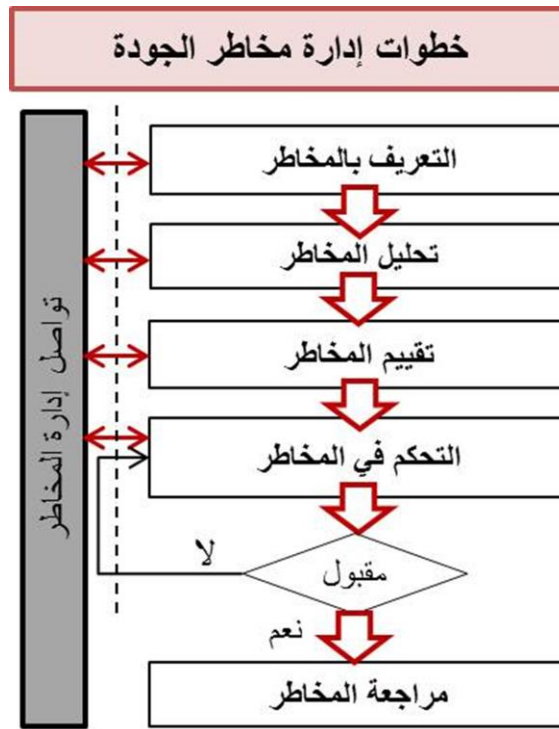 خطوات إدارة مخاطر الجودة
التعريف بالمخاطر
تحليل المخاطر
تقييم المخاطر
التحكم في المخاطر
تواصل إدارة المخاطر
لا
مقبول
نعم
مراجعة المخاطر